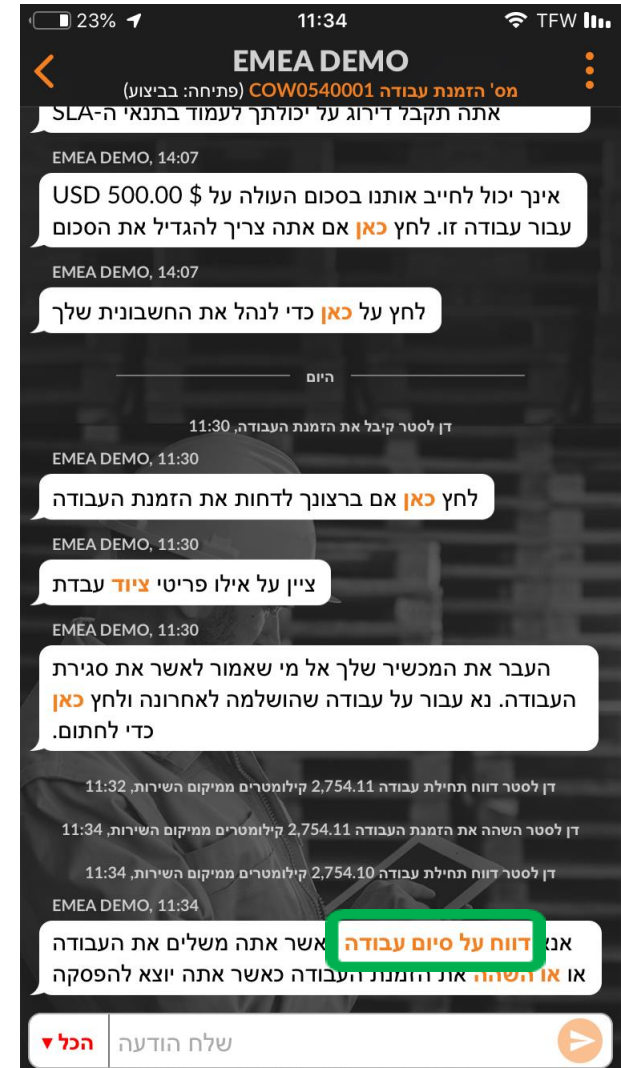 23% 11:34 TFW
EMEA DEMO
מס' הזמנת עבודה COW0540001 (פתיחה: בביצוע)
אתה תקבל דירוג על יכולתך לעמוד בתנאי ה-SLA
EMEA DEMO, 14:07
אינך יכול לחייב אותנו בסכום העולה על $ 500.00 USD
עבור עבודה זו. לחץ כאן אם אתה צריך להגדיל את הסכום
EMEA DEMO, 14:07
לחץ על כאן כדי לנהל את החשבונית שלך
היום
דן לסטר קיבל את הזמנת העבודה, 11:30
EMEA DEMO, 11:30
לחץ כאן אם ברצונך לדחות את הזמנת העבודה
EMEA DEMO, 11:30
ציין על אילו פריטי ציוד עבדת
EMEA DEMO, 11:30
העבר את המכשיר שלך אל מי שאמור לאשר את סגירת
העבודה. נא עבור על עבודה שהושלמה לאחרונה ולחץ כאן
כדי לחתום.
דן לסטר דווח תחילת עבודה 2,754.11 קילומטרים ממיקום השירות, 11:32
דן לסטר השהה את הזמנת העבודה 2,754.11 קילומטרים ממיקום השירות, 11:34
דן לסטר דווח תחילת עבודה 2,754.10 קילומטרים ממיקום השירות, 11:34
EMEA DEMO, 11:34
דווח על סיום עבודה אשר אתה משלים את העבודה
או או השהה את הזמנת העבודה כאשר אתה יוצא להפסקה
שלח הודעה הכל